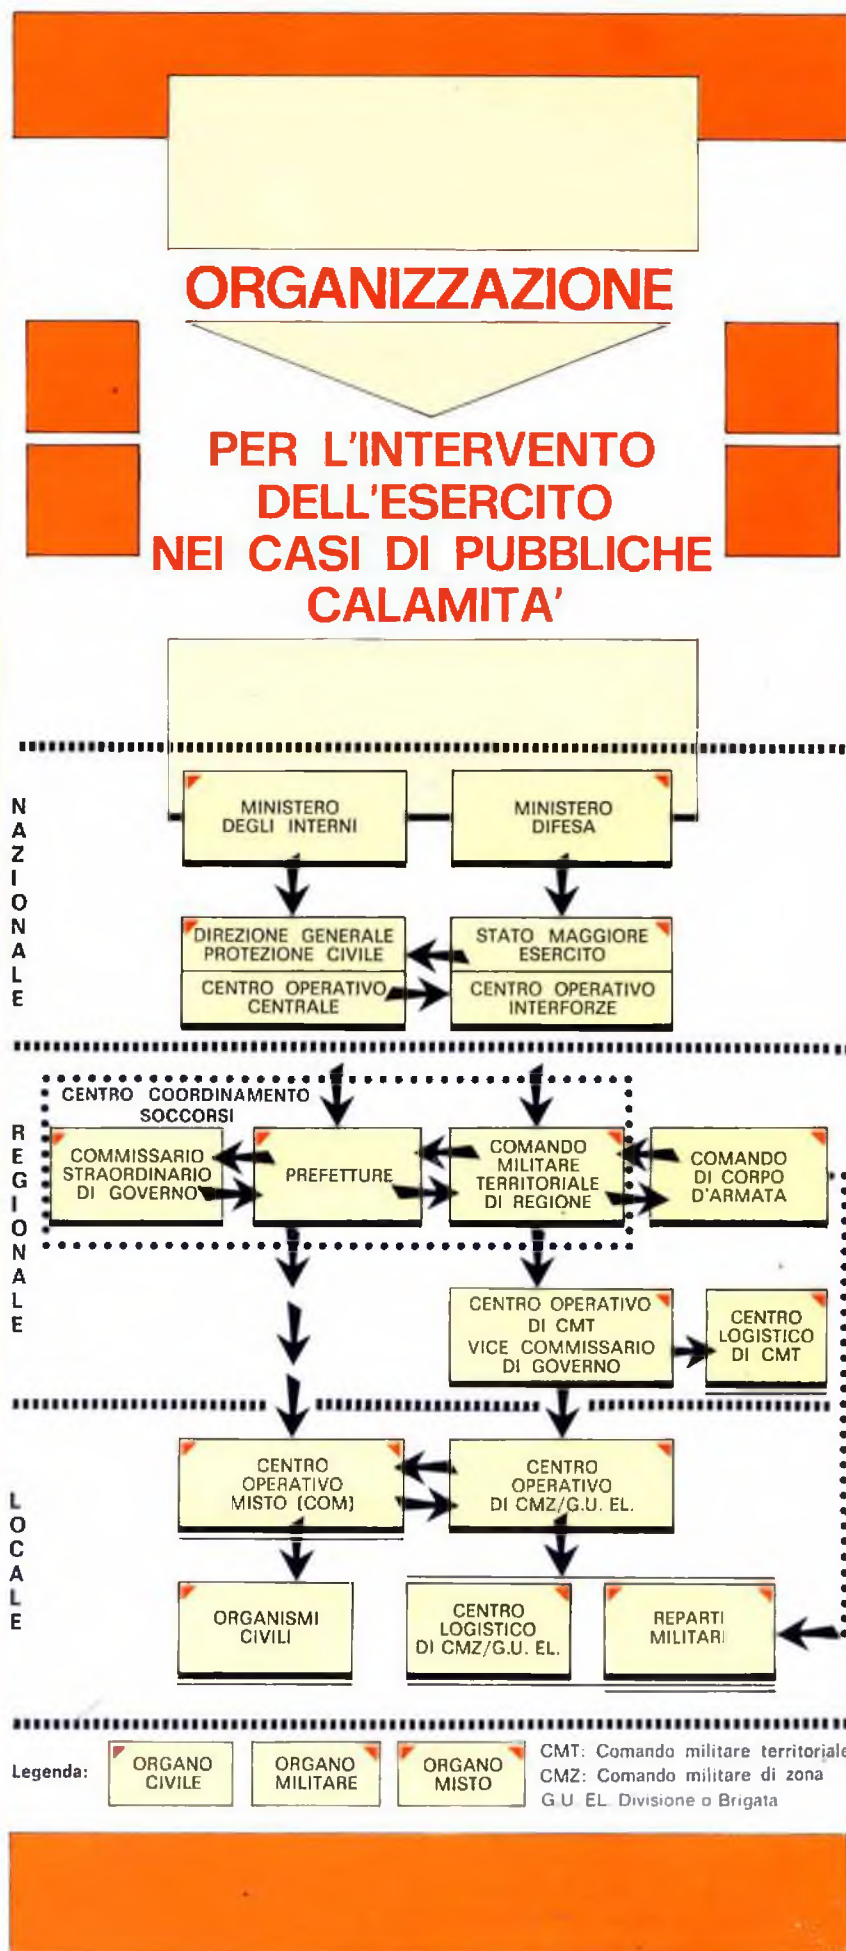 ORGANIZZAZIONE
PER L'INTERVENTO
DELL'ESERCITO
NEI CASI DI PUBBLICHE
CALAMITA'
NAZIONALE
MINISTERO
DEGLI INTERNI
MINISTERO
DIFESA
DIREZIONE GENERALE
PROTEZIONE CIVILE
STATO MAGGIORE
ESERCITO
CENTRO OPERATIVO
CENTRALE
CENTRO OPERATIVO
INTERFORZE
REGIONALE
CENTRO COORDINAMENTO
SOCCORSI
COMMISSARIO
STRAORDINARIO
DI GOVERNO
PREFETTURE
COMANDO
MILITARE
TERRITORIALE
DI REGIONE
COMANDO
DI CORPO
D'ARMATA
CENTRO OPERATIVO
DI CMT
VICE COMMISSARIO
DI GOVERNO
CENTRO
LOGISTICO
DI CMT
LOCALE
CENTRO
OPERATIVO
MISTO (COM)
CENTRO
OPERATIVO
DI CMZ/G.U. EL.
ORGANISMI
CIVILI
CENTRO
LOGISTICO
DI CMZ/G.U. EL.
REPARTI
MILITARI
Legenda:
ORGANO
CIVILE
ORGANO
MILITARE
ORGANO
MISTO
CMT: Comando militare territoriale
CMZ: Comando militare di zona
G.U. EL. Divisione o Brigata